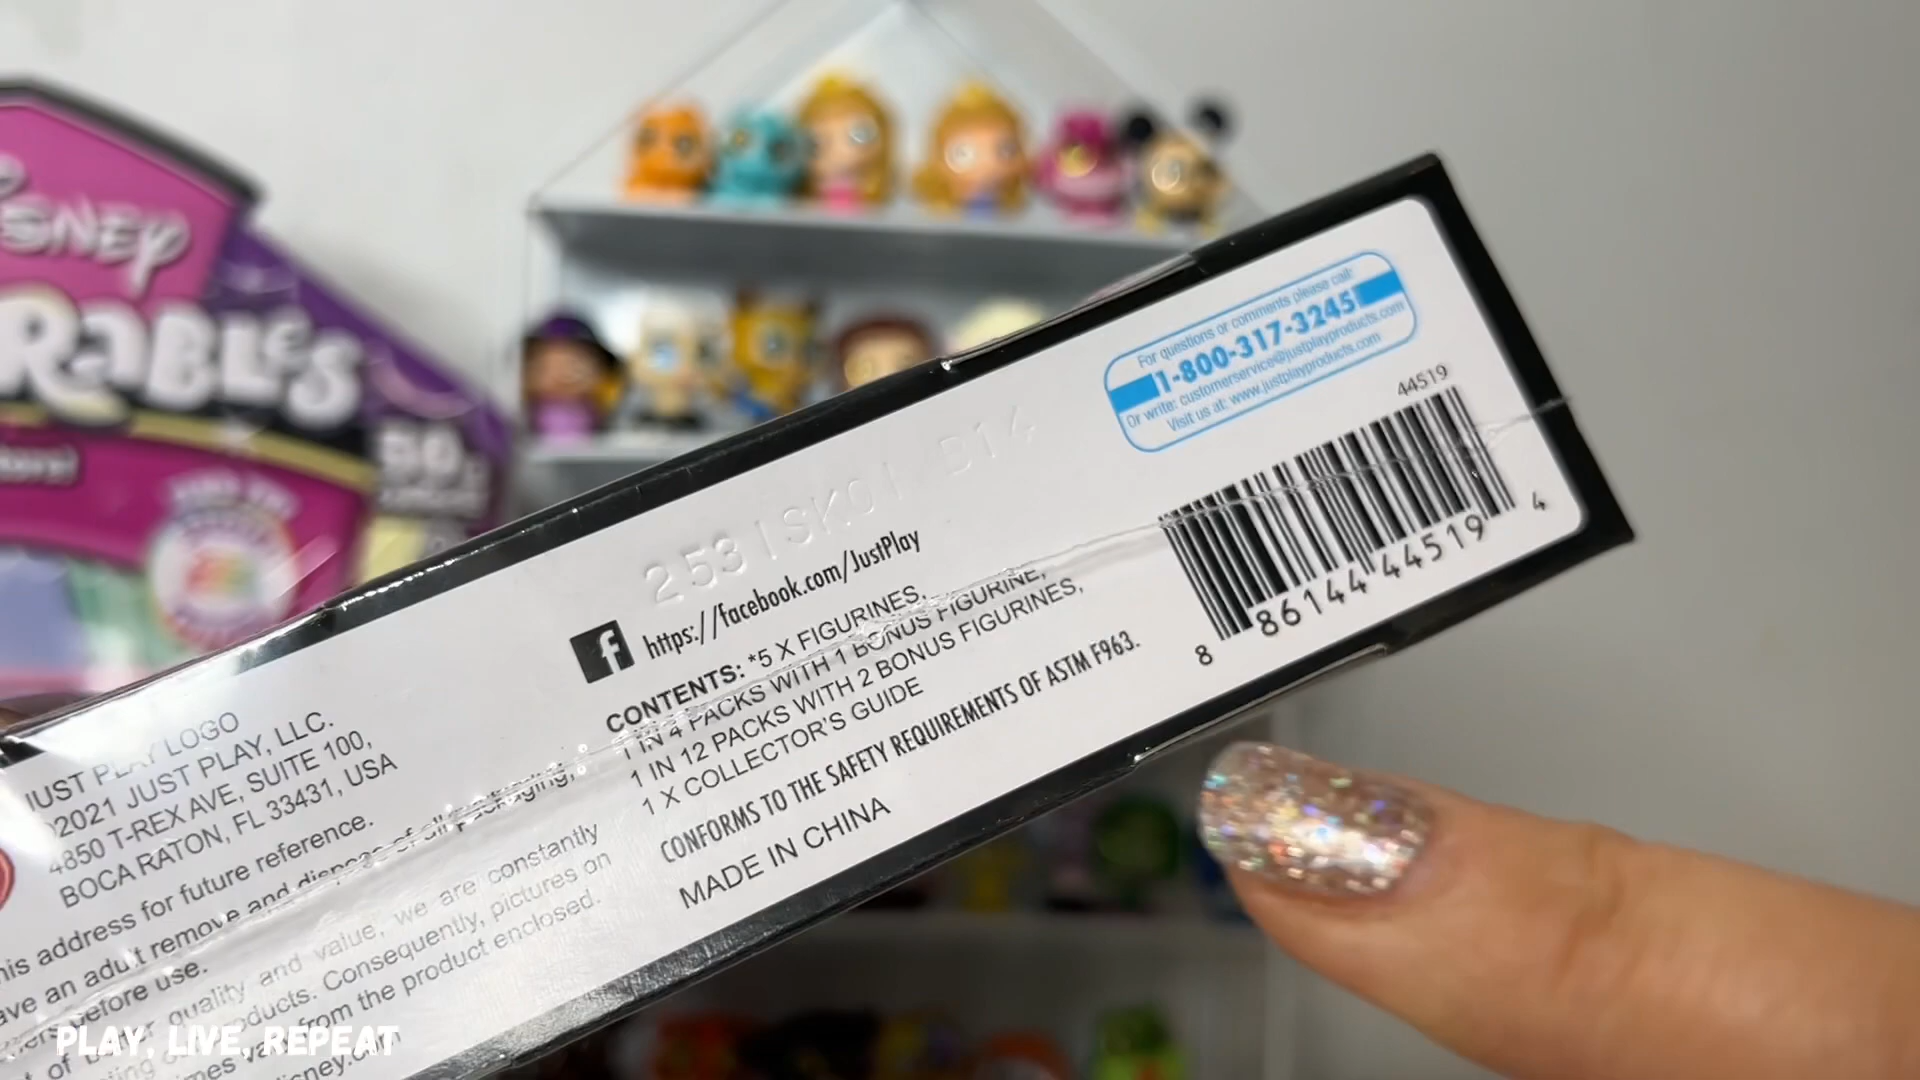 For questions or comments please call:
1-800-317-3245
Or write: customerservice@justplayproducts.com
Visit us at: www.justplayproducts.com
44519
8 86144 44519 4
2531SK01 B14
https://facebook.com/JustPlay
CONTENTS: *5 X FIGURINES,
1 IN 4 PACKS WITH 1 BONUS FIGURINE,
1 IN 12 PACKS WITH 2 BONUS FIGURINES,
1 X COLLECTOR'S GUIDE
CONFORMS TO THE SAFETY REQUIREMENTS OF ASTM F963.
MADE IN CHINA
JUST PLAY LOGO
©2021 JUST PLAY, LLC.
4850 T-REX AVE, SUITE 100,
BOCA RATON, FL 33431, USA
this address for future reference.
have an adult remove and dispose of all packaging,
before use.
quality and value, we are constantly
products. Consequently, pictures on
from the product enclosed.
DISNEY
PLAY, LIVE, REPEAT